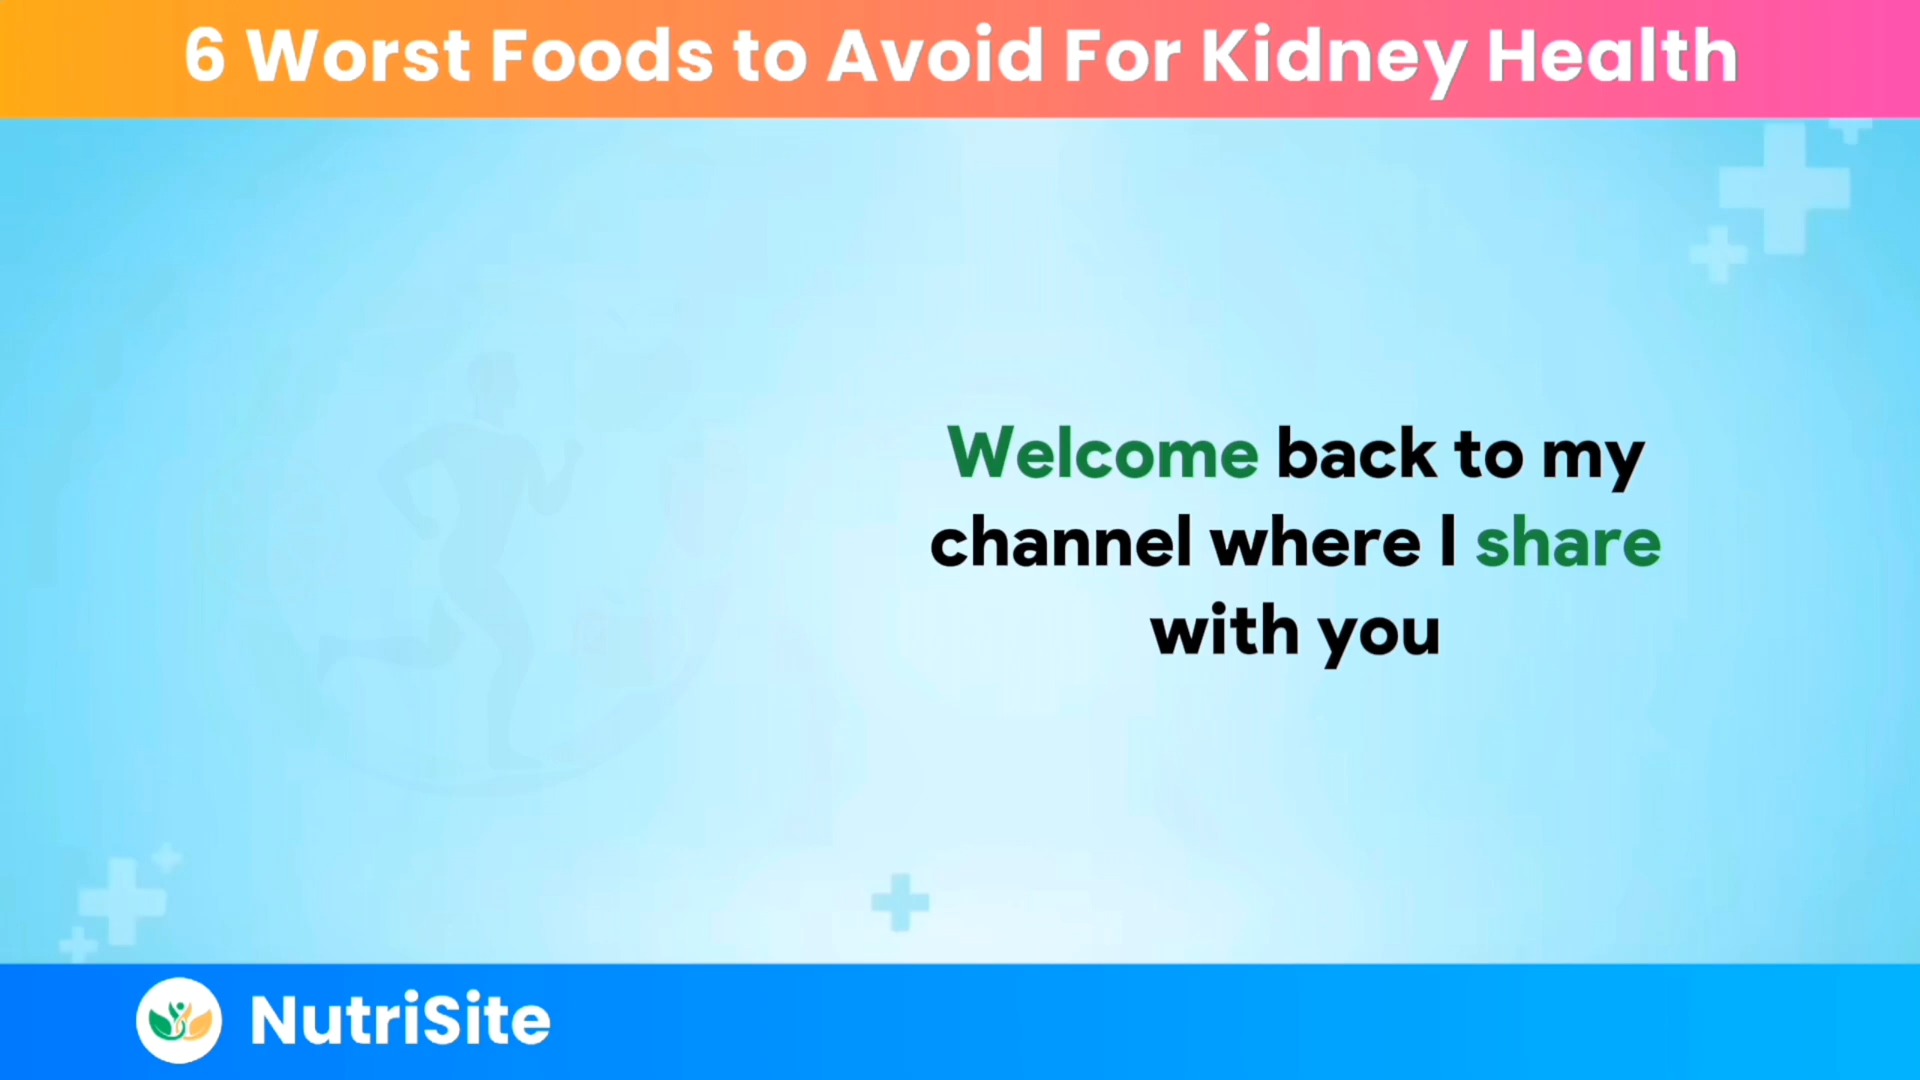 6 Worst Foods to Avoid For Kidney Health
Welcome back to my
channel where I share
with you
NutriSite